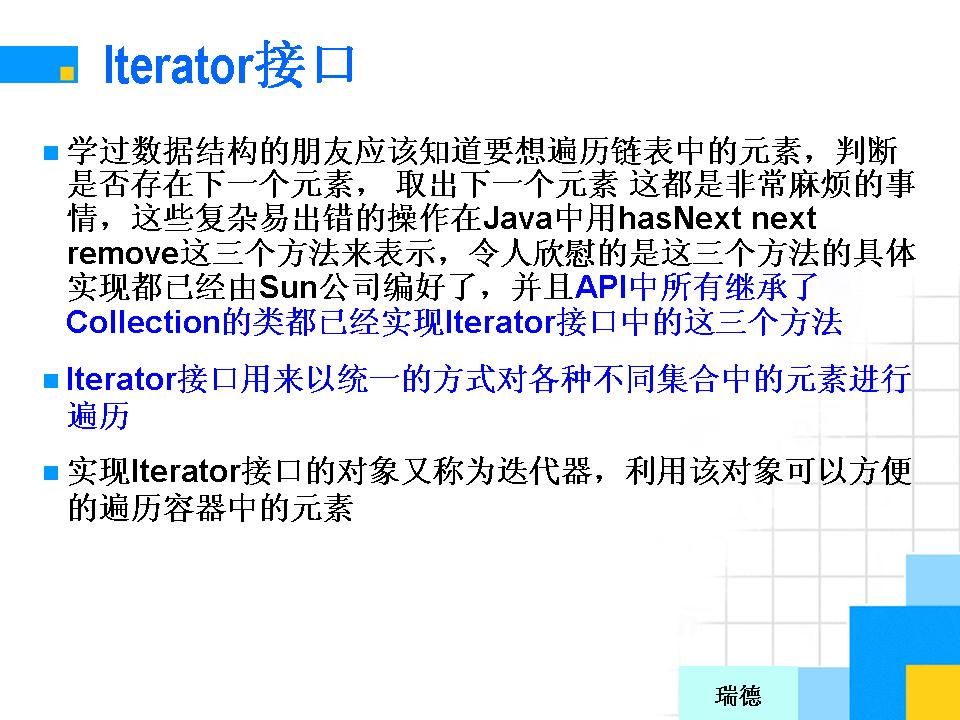 Iterator接口
学过数据结构的朋友应该知道要想遍历链表中的元素，判断
是否存在下一个元素， 取出下一个元素 这都是非常麻烦的事
情，这些复杂易出错的操作在Java中用hasNext next
remove这三个方法来表示，令人欣慰的是这三个方法的具体
实现都已经由Sun公司编好了，并且API中所有继承了
Collection的类都已经实现Iterator接口中的这三个方法
Iterator接口用来以统一的方式对各种不同集合中的元素进行
遍历
实现Iterator接口的对象又称为迭代器，利用该对象可以方便
的遍历容器中的元素
瑞德